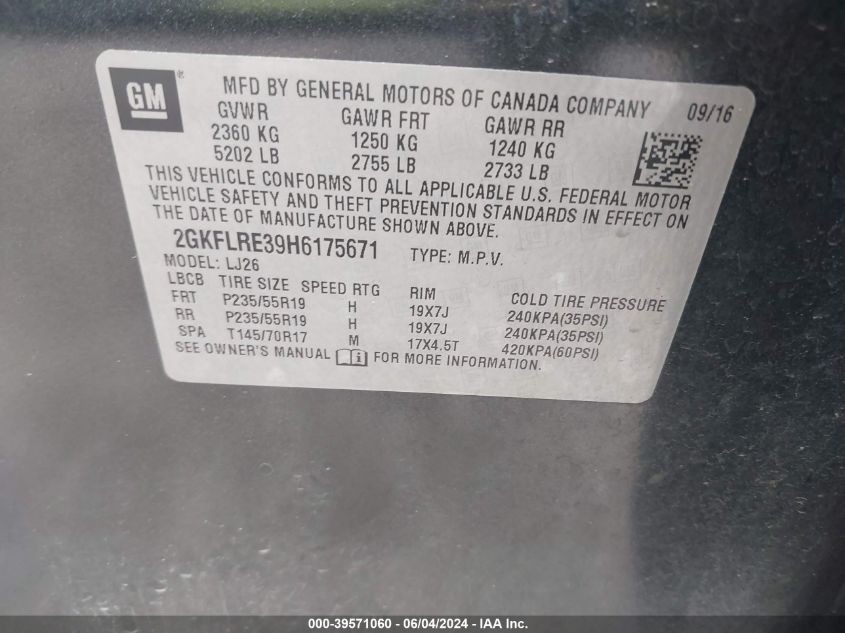 GM ® MFD BY GENERAL MOTORS OF CANADA COMPANY 09/16
GVWR GAWR FRT GAWR RR
2360 KG 1250 KG 1240 KG
5202 LB 2755 LB 2733 LB
THIS VEHICLE CONFORMS TO ALL APPLICABLE U.S. FEDERAL MOTOR
VEHICLE SAFETY AND THEFT PREVENTION STANDARDS IN EFFECT ON
THE DATE OF MANUFACTURE SHOWN ABOVE.
2GKFLRE39H6175671 TYPE: M.P.V.
MODEL: LJ26
LBCB TIRE SIZE SPEED RTG RIM COLD TIRE PRESSURE
FRT P235/55R19 H 19X7J 240KPA(35PSI)
RR P235/55R19 H 19X7J 240KPA(35PSI)
SPA T145/70R17 M 17X4.5T 420KPA(60PSI)
SEE OWNER'S MANUAL i FOR MORE INFORMATION.
000-39571060 - 06/04/2024 - IAA Inc.